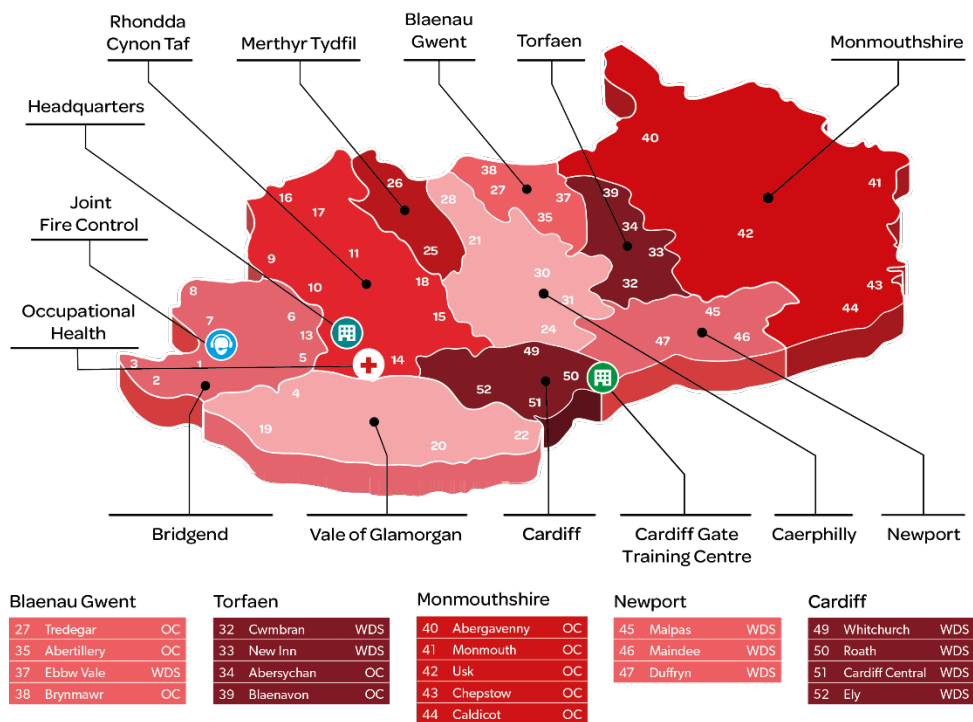 Rhondda
Cynon Taf
Merthyr Tydfil
Blaenau
Gwent
Torfaen
Monmouthshire
Headquarters
Joint
Fire Control
Occupational
Health
40
38
26
16
27
39
41
28
37
17
35
34
21
42
11
25
33
9
30
18
32
10
43
8
31
44
6
15
45
7
24
13
46
47
49
5
14
3
1
50
2
52
4
51
19
22
20
Bridgend
Vale of Glamorgan
Cardiff
Cardiff Gate
Training Centre
Caerphilly
Newport
Blaenau Gwent
27 Tredegar OC
35 Abertillery OC
37 Ebbw Vale WDS
38 Brynmawr OC
Torfaen
32 Cwmbran WDS
33 New Inn WDS
34 Abersychan OC
39 Blaenavon OC
Monmouthshire
40 Abergavenny OC
41 Monmouth OC
42 Usk OC
43 Chepstow OC
44 Caldicot OC
Newport
45 Malpas WDS
46 Maindee WDS
47 Duffryn WDS
Cardiff
49 Whitchurch WDS
50 Roath WDS
51 Cardiff Central WDS
52 Ely WDS